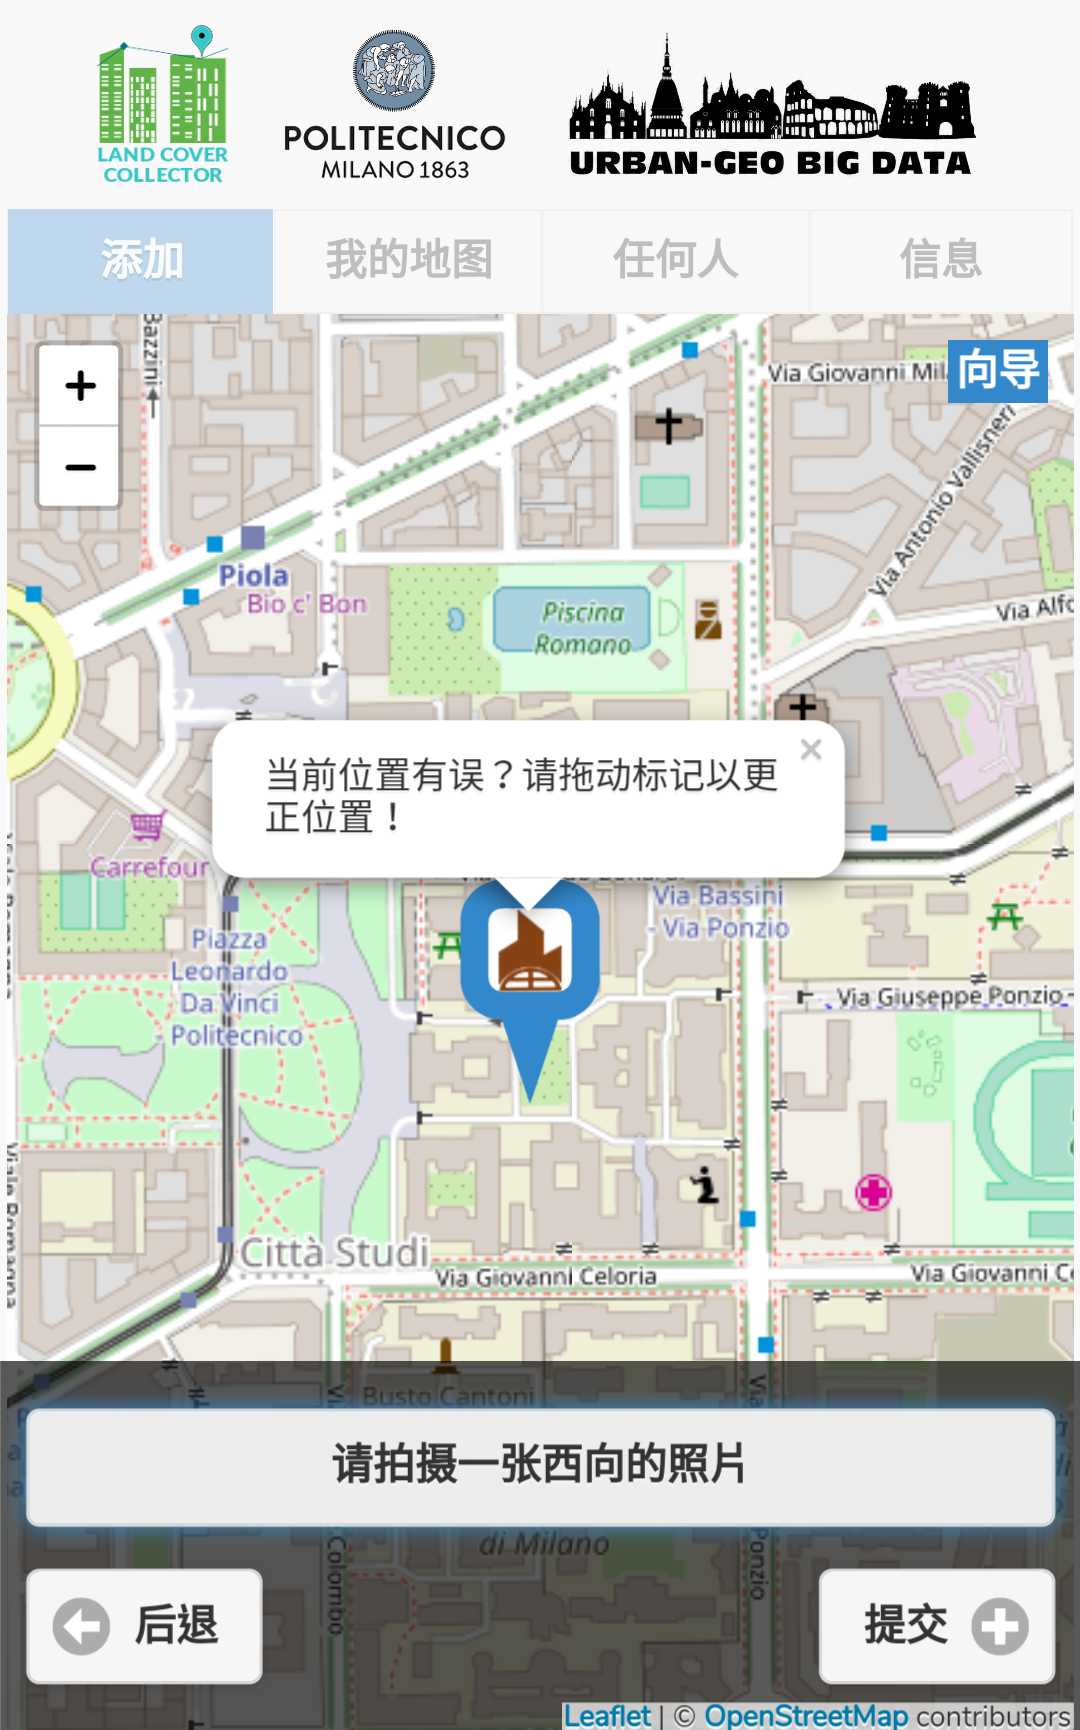 LAND COVER
COLLECTOR
POLITECNICO
MILANO 1863
URBAN-GEO BIG DATA
添加
我的地图
任何人
信息
Bazzini
+
−
Via Giovanni Mila
向导
Via Antonio Vallisneri
Piola
Bio c' Bon
Piscina
Romano
Via Alfo
当前位置有误？请拖动标记以更
正位置！
Carrefour
Via Bassini
- Via Ponzio
Piazza
Leonardo
Da Vinci
- Politecnico
Via Giuseppe Ponzio
Viale Romagna
Città Studi
Via Giovanni Celoria
Via Giovanni Ce
Busto Cantoni
请拍摄一张西向的照片
di Milano
Colombo
Ponzio
后退
提交
Leaflet | © OpenStreetMap contributors